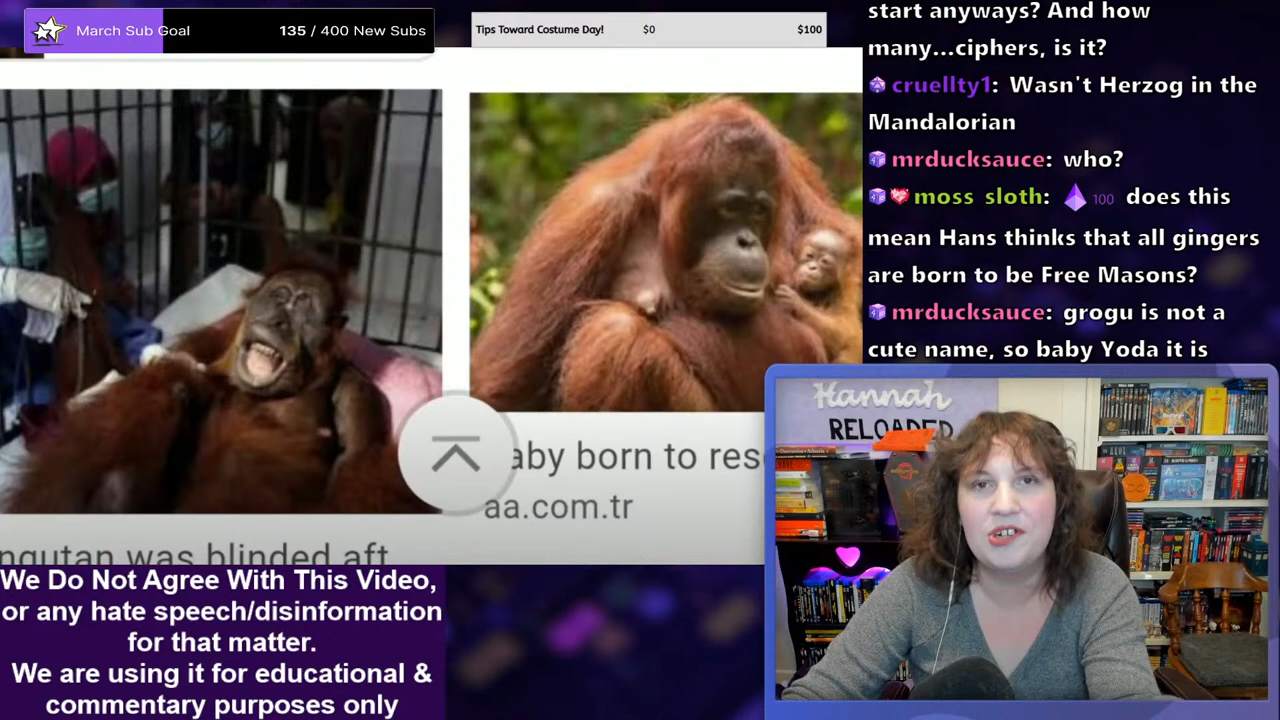 March Sub Goal 135 / 400 New Subs
Tips Toward Costume Day! $0 $100
start anyways? And how
many...ciphers, is it?
cruellty1: Wasn't Herzog in the
Mandalorian
mrducksauce: who?
moss sloth: 100 does this
mean Hans thinks that all gingers
are born to be Free Masons?
mrducksauce: grogu is not a
cute name, so baby Yoda it is
aby born to res
aa.com.tr
ngutan was blinded aft
We Do Not Agree With This Video,
or any hate speech/disinformation
for that matter.
We are using it for educational &
commentary purposes only
Hannah
RELOADED